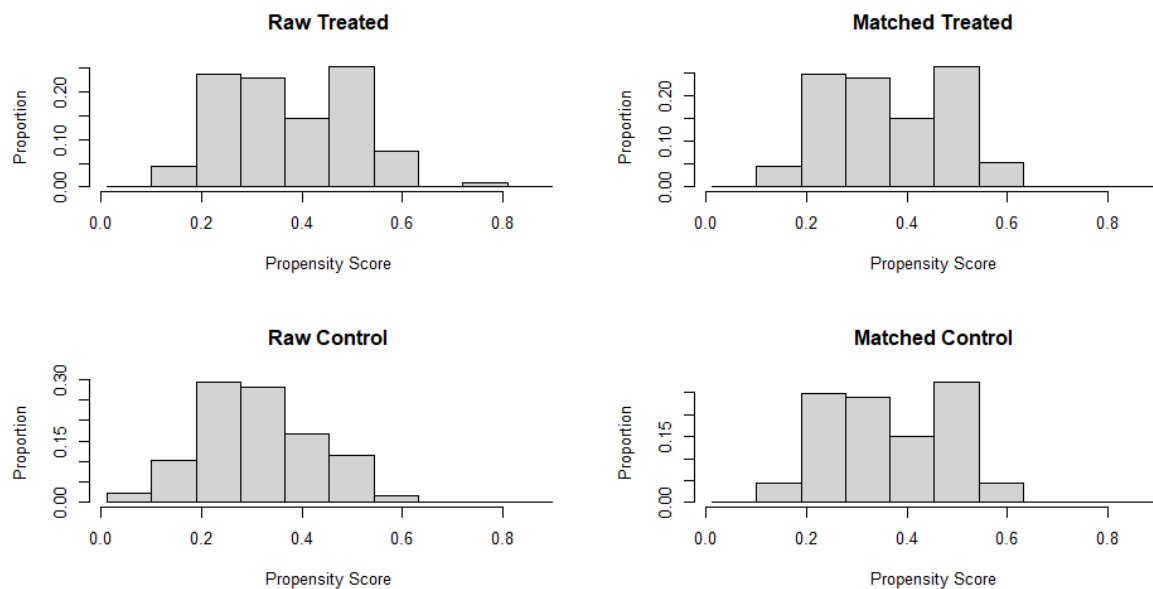 Raw Treated
Proportion
0.00 0.10 0.20
0.0 0.2 0.4 0.6 0.8
Propensity Score
Matched Treated
Proportion
0.00 0.10 0.20
0.0 0.2 0.4 0.6 0.8
Propensity Score
Raw Control
Proportion
0.00 0.15 0.30
0.0 0.2 0.4 0.6 0.8
Propensity Score
Matched Control
Proportion
0.00 0.15
0.0 0.2 0.4 0.6 0.8
Propensity Score